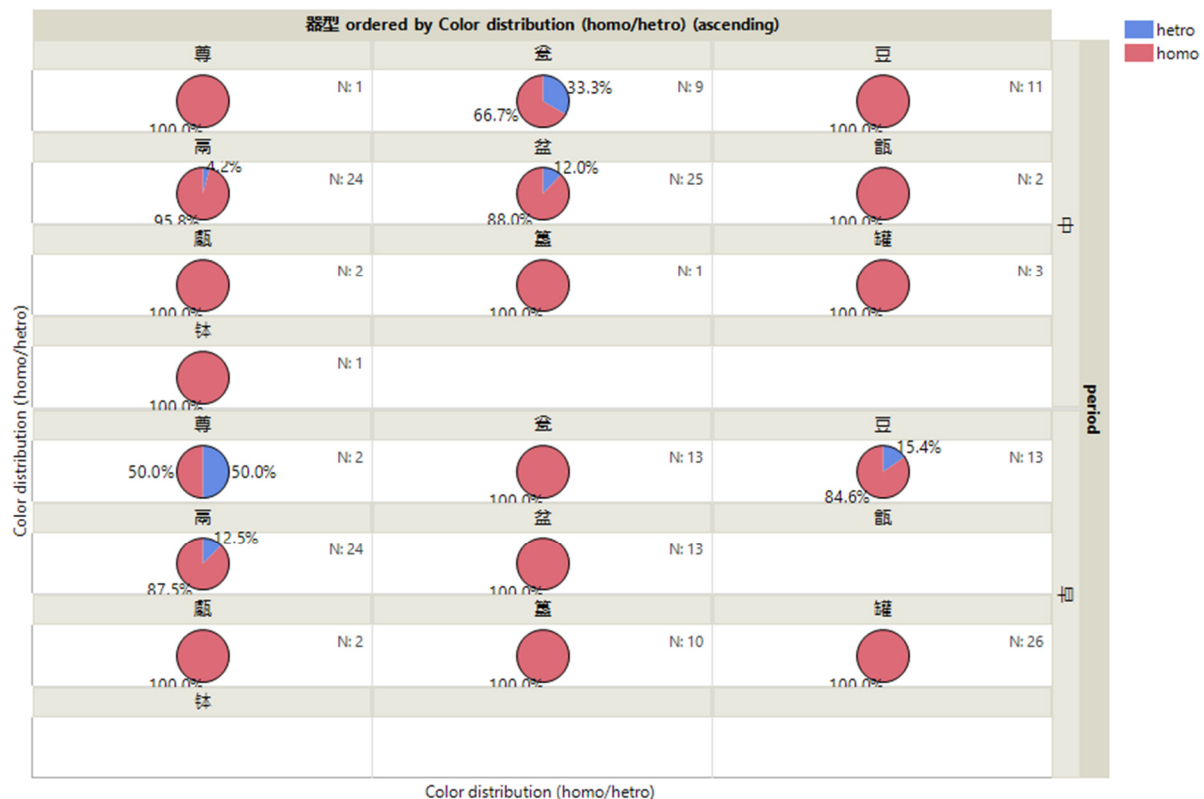 器型 ordered by Color distribution (homo/hetro) (ascending)
hetro
homo
尊 瓮 豆
100.0% N: 1 33.3% 66.7% N: 9 100.0% N: 11
鬲 盆 甑
4.2% 95.8% N: 24 12.0% 88.0% N: 25 100.0% N: 2
甗 簋 罐
100.0% N: 2 100.0% N: 1 100.0% N: 3
钵
100.0% N: 1
中
尊 瓮 豆
50.0% 50.0% N: 2 100.0% N: 13 15.4% 84.6% N: 13
鬲 盆 甑
12.5% 87.5% N: 24 100.0% N: 13
甗 簋 罐
100.0% N: 2 100.0% N: 10 100.0% N: 26
钵
早
period
Color distribution (homo/hetro)
Color distribution (homo/hetro)